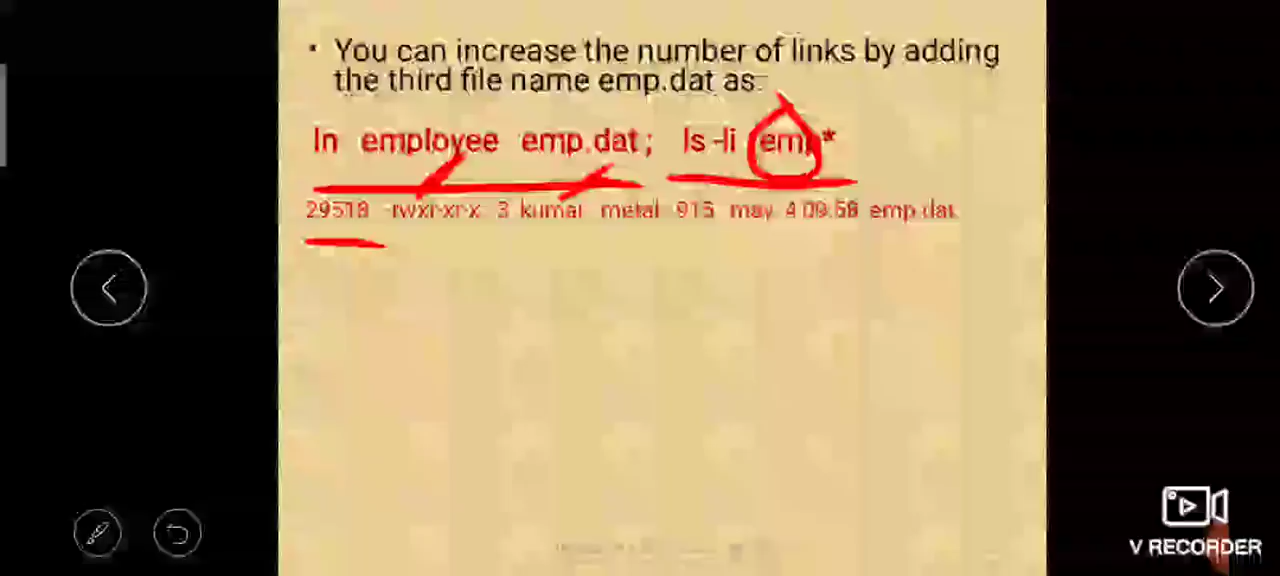 • You can increase the number of links by adding
the third file name emp.dat as:
ln employee emp.dat; ls -li emp*
29518 -rwxr-xr-x 3 kumar metal 915 may 4 09:58 emp.dat
V RECORDER